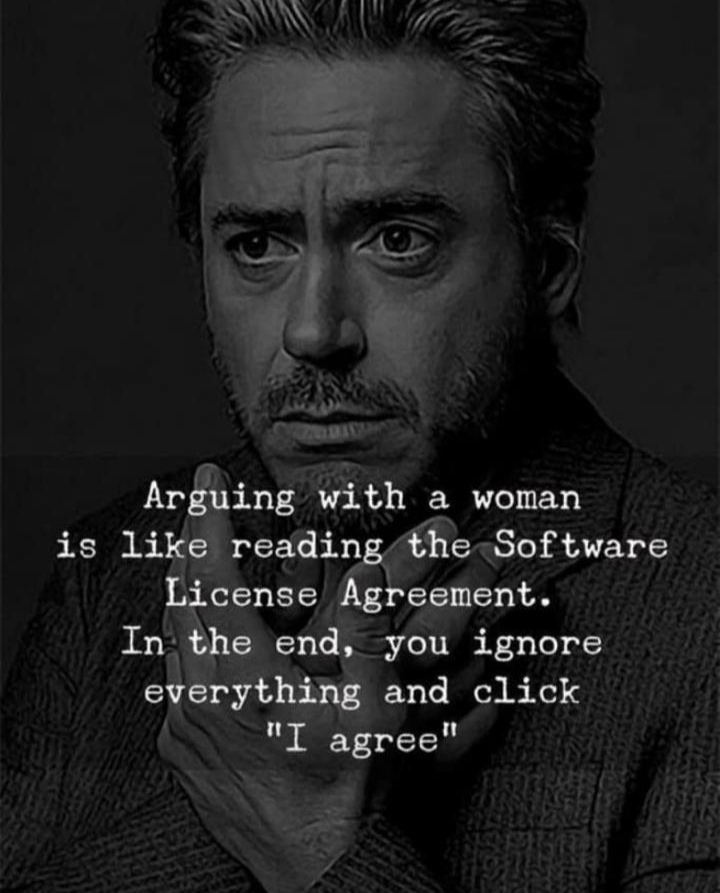 Arguing with a woman
is like reading the Software
License Agreement.
In the end, you ignore
everything and click
"I agree"